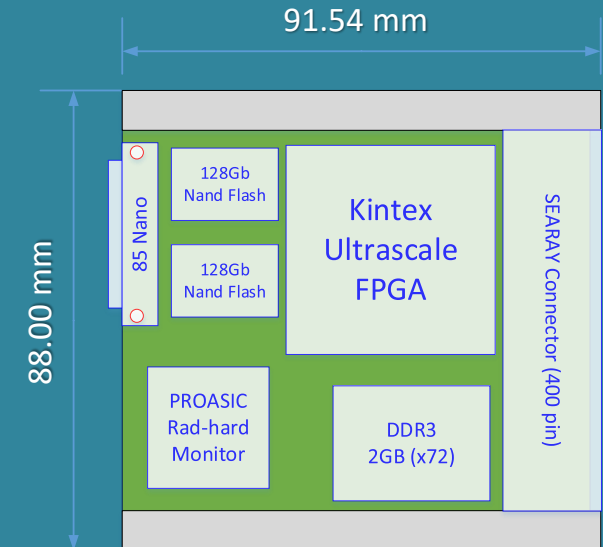 91.54 mm
88.00 mm
85 Nano
128Gb
Nand Flash
128Gb
Nand Flash
Kintex
Ultrascale
FPGA
SEARAY Connector (400 pin)
PROASIC
Rad-hard
Monitor
DDR3
2GB (x72)